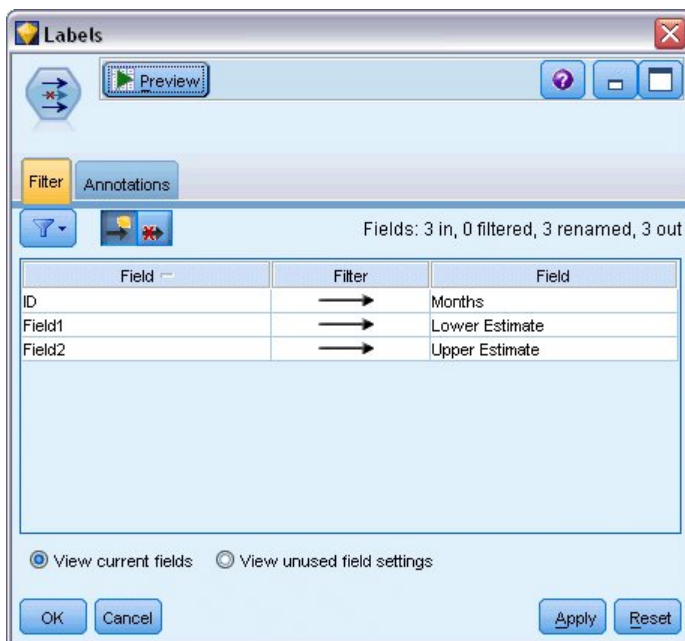 Labels
Preview
Filter Annotations
Fields: 3 in, 0 filtered, 3 renamed, 3 out
Field Filter Field
ID Months
Field1 Lower Estimate
Field2 Upper Estimate
View current fields View unused field settings
OK Cancel Apply Reset